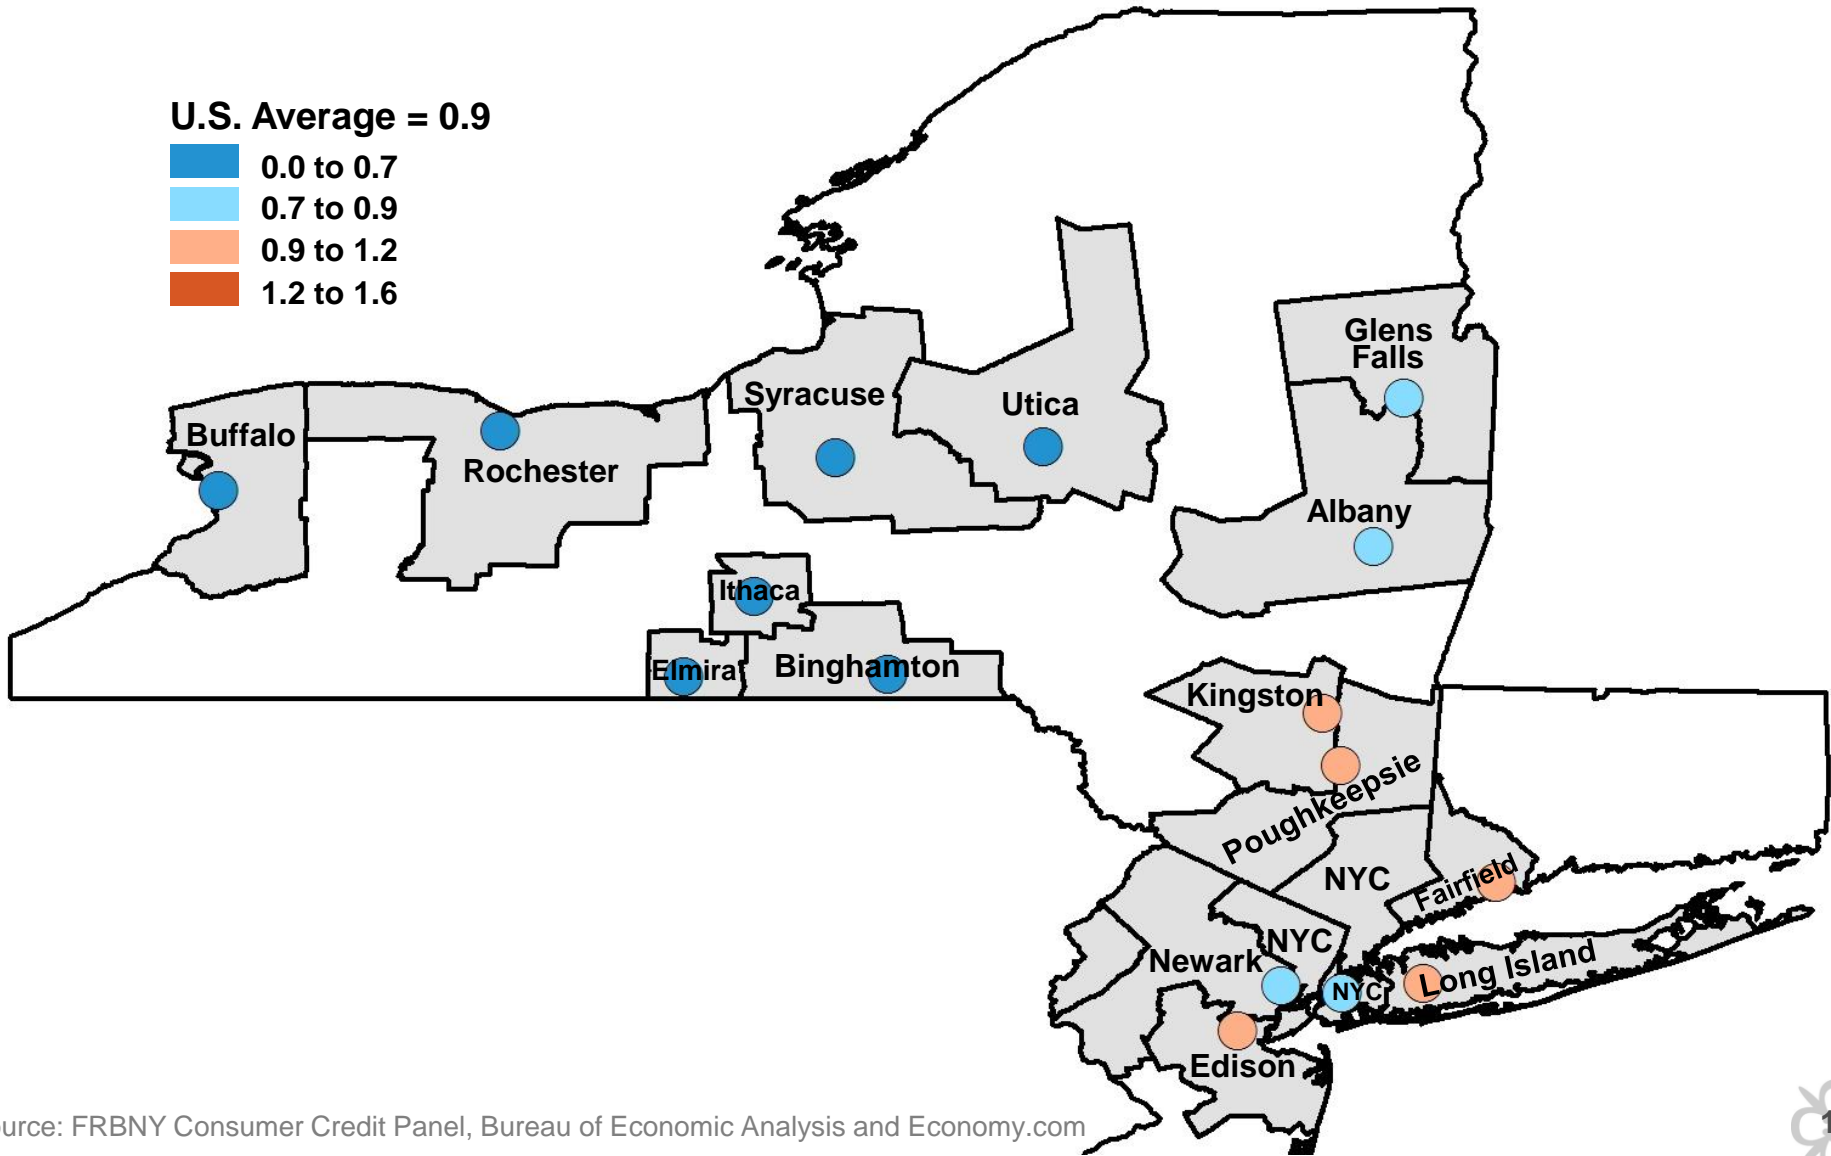 U.S. Average = 0.9
0.0 to 0.7
0.7 to 0.9
0.9 to 1.2
1.2 to 1.6
Glens
Falls
Syracuse
Utica
Buffalo
Rochester
Albany
Ithaca
Elmira
Binghamton
Kingston
Poughkeepsie
NYC
Fairfield
NYC
Newark
NYC
Long Island
Edison
urce: FRBNY Consumer Credit Panel, Bureau of Economic Analysis and Economy.com
1